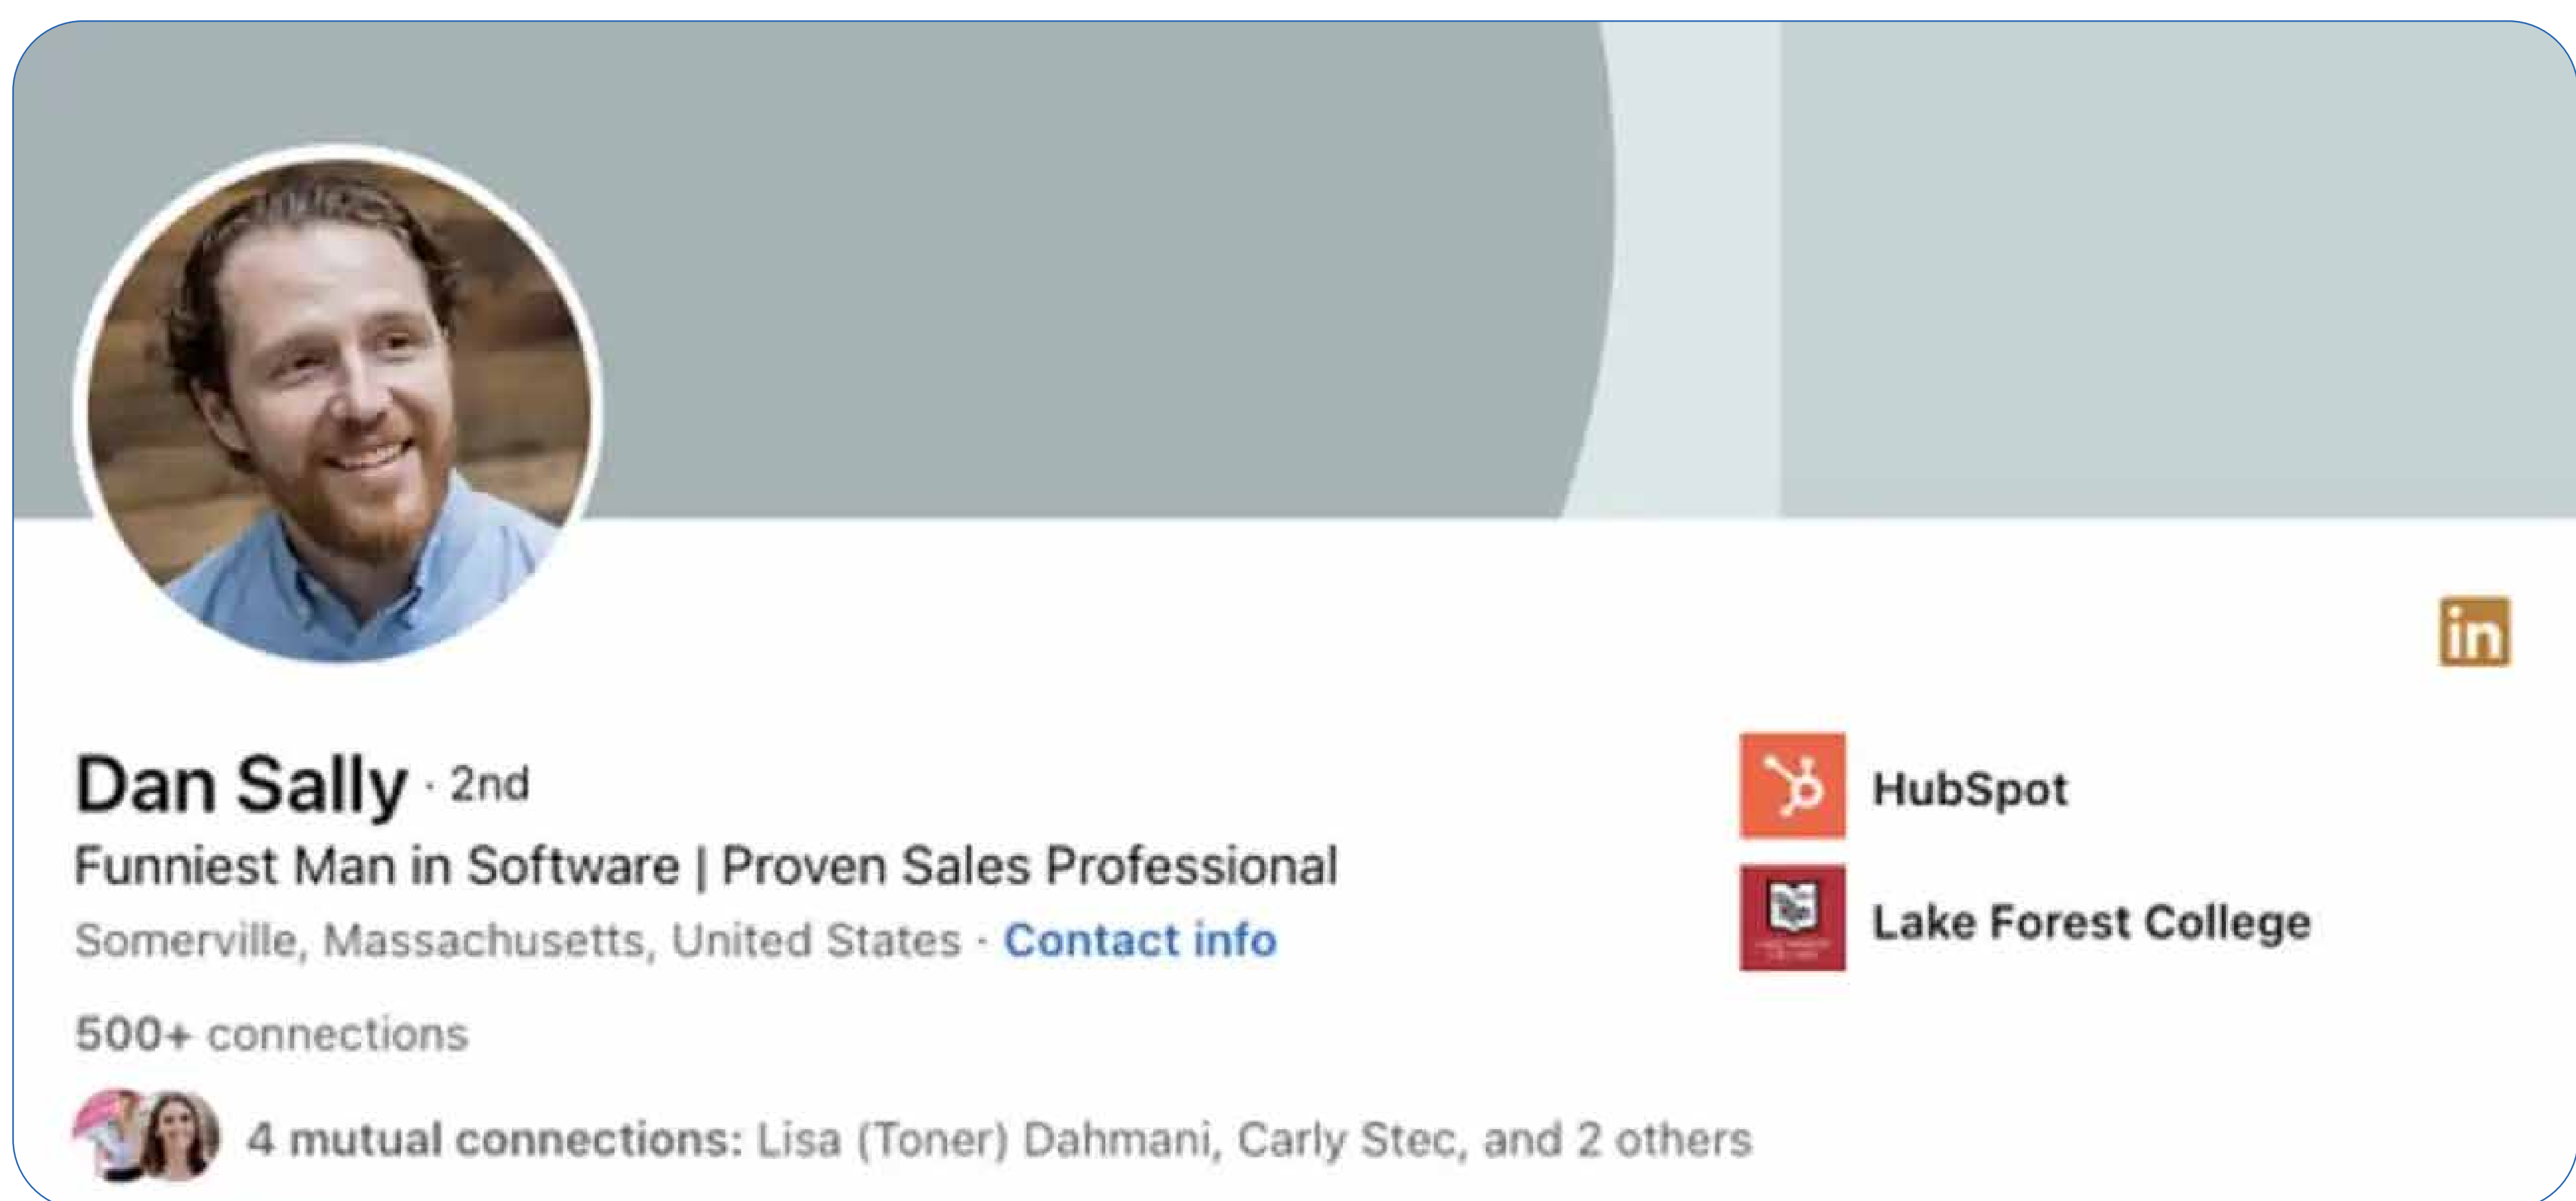 in
Dan Sally · 2nd
Funniest Man in Software | Proven Sales Professional
Somerville, Massachusetts, United States · Contact info
500+ connections
4 mutual connections: Lisa (Toner) Dahmani, Carly Stec, and 2 others
HubSpot
Lake Forest College